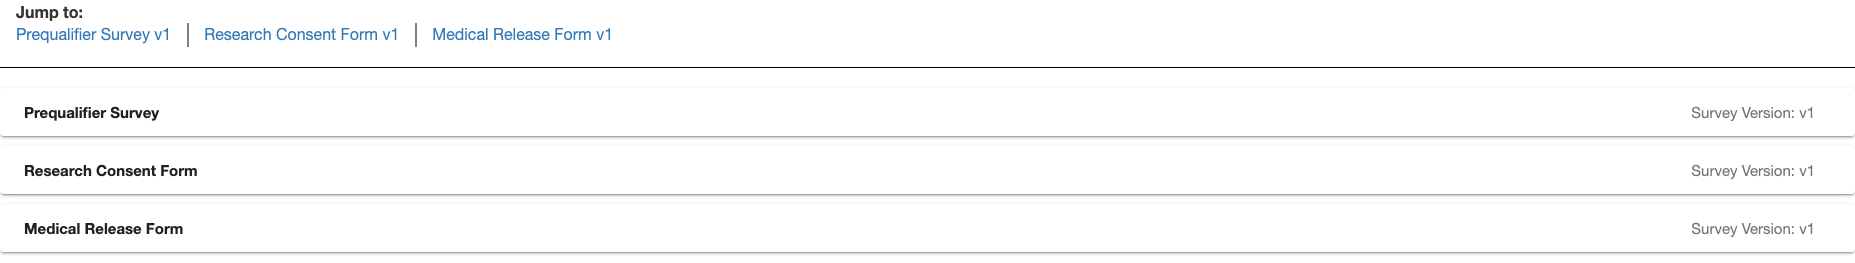 Jump to:
Prequalifier Survey v1 | Research Consent Form v1 | Medical Release Form v1
Prequalifier Survey Survey Version: v1
Research Consent Form Survey Version: v1
Medical Release Form Survey Version: v1